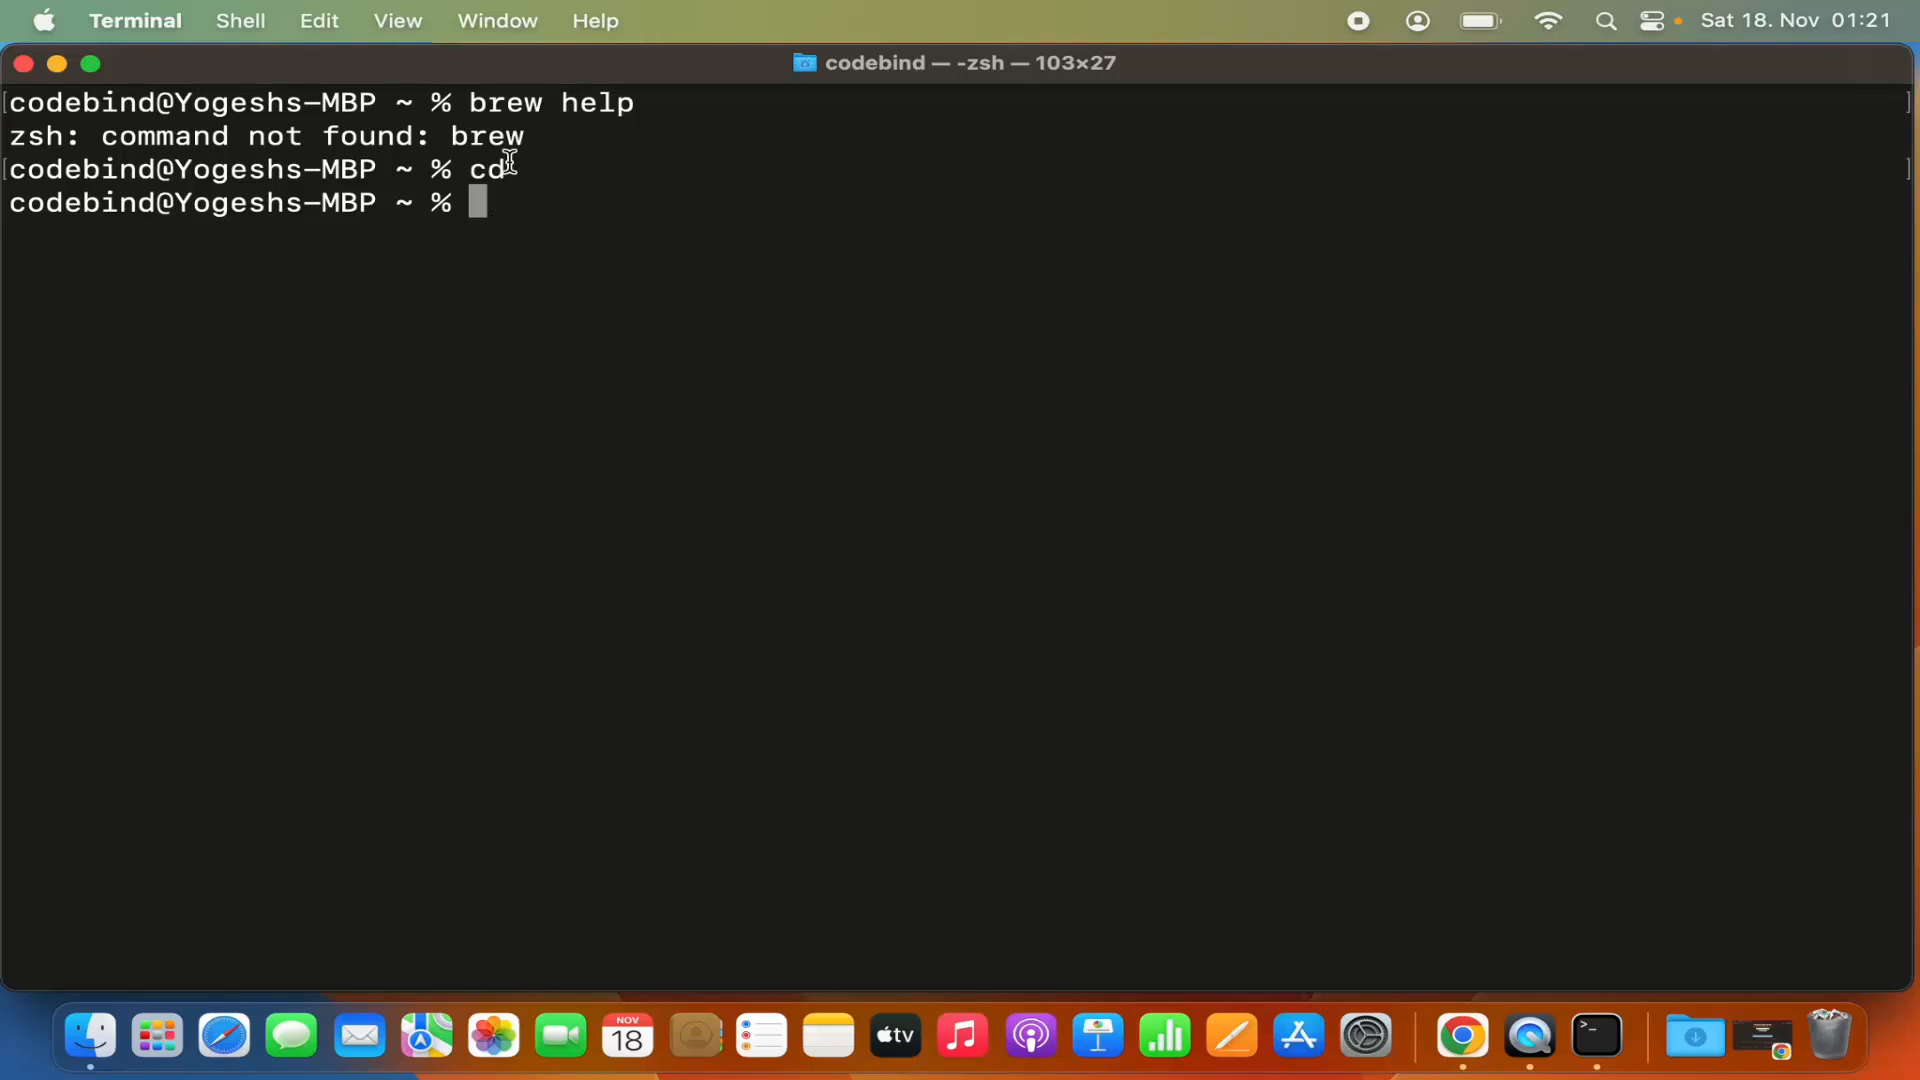 Terminal Shell Edit View Window Help Sat 18. Nov 01:21
codebind — -zsh — 103×27
codebind@Yogeshs-MBP ~ % brew help
zsh: command not found: brew
codebind@Yogeshs-MBP ~ % cd
codebind@Yogeshs-MBP ~ %
NOV
18
tv
>_